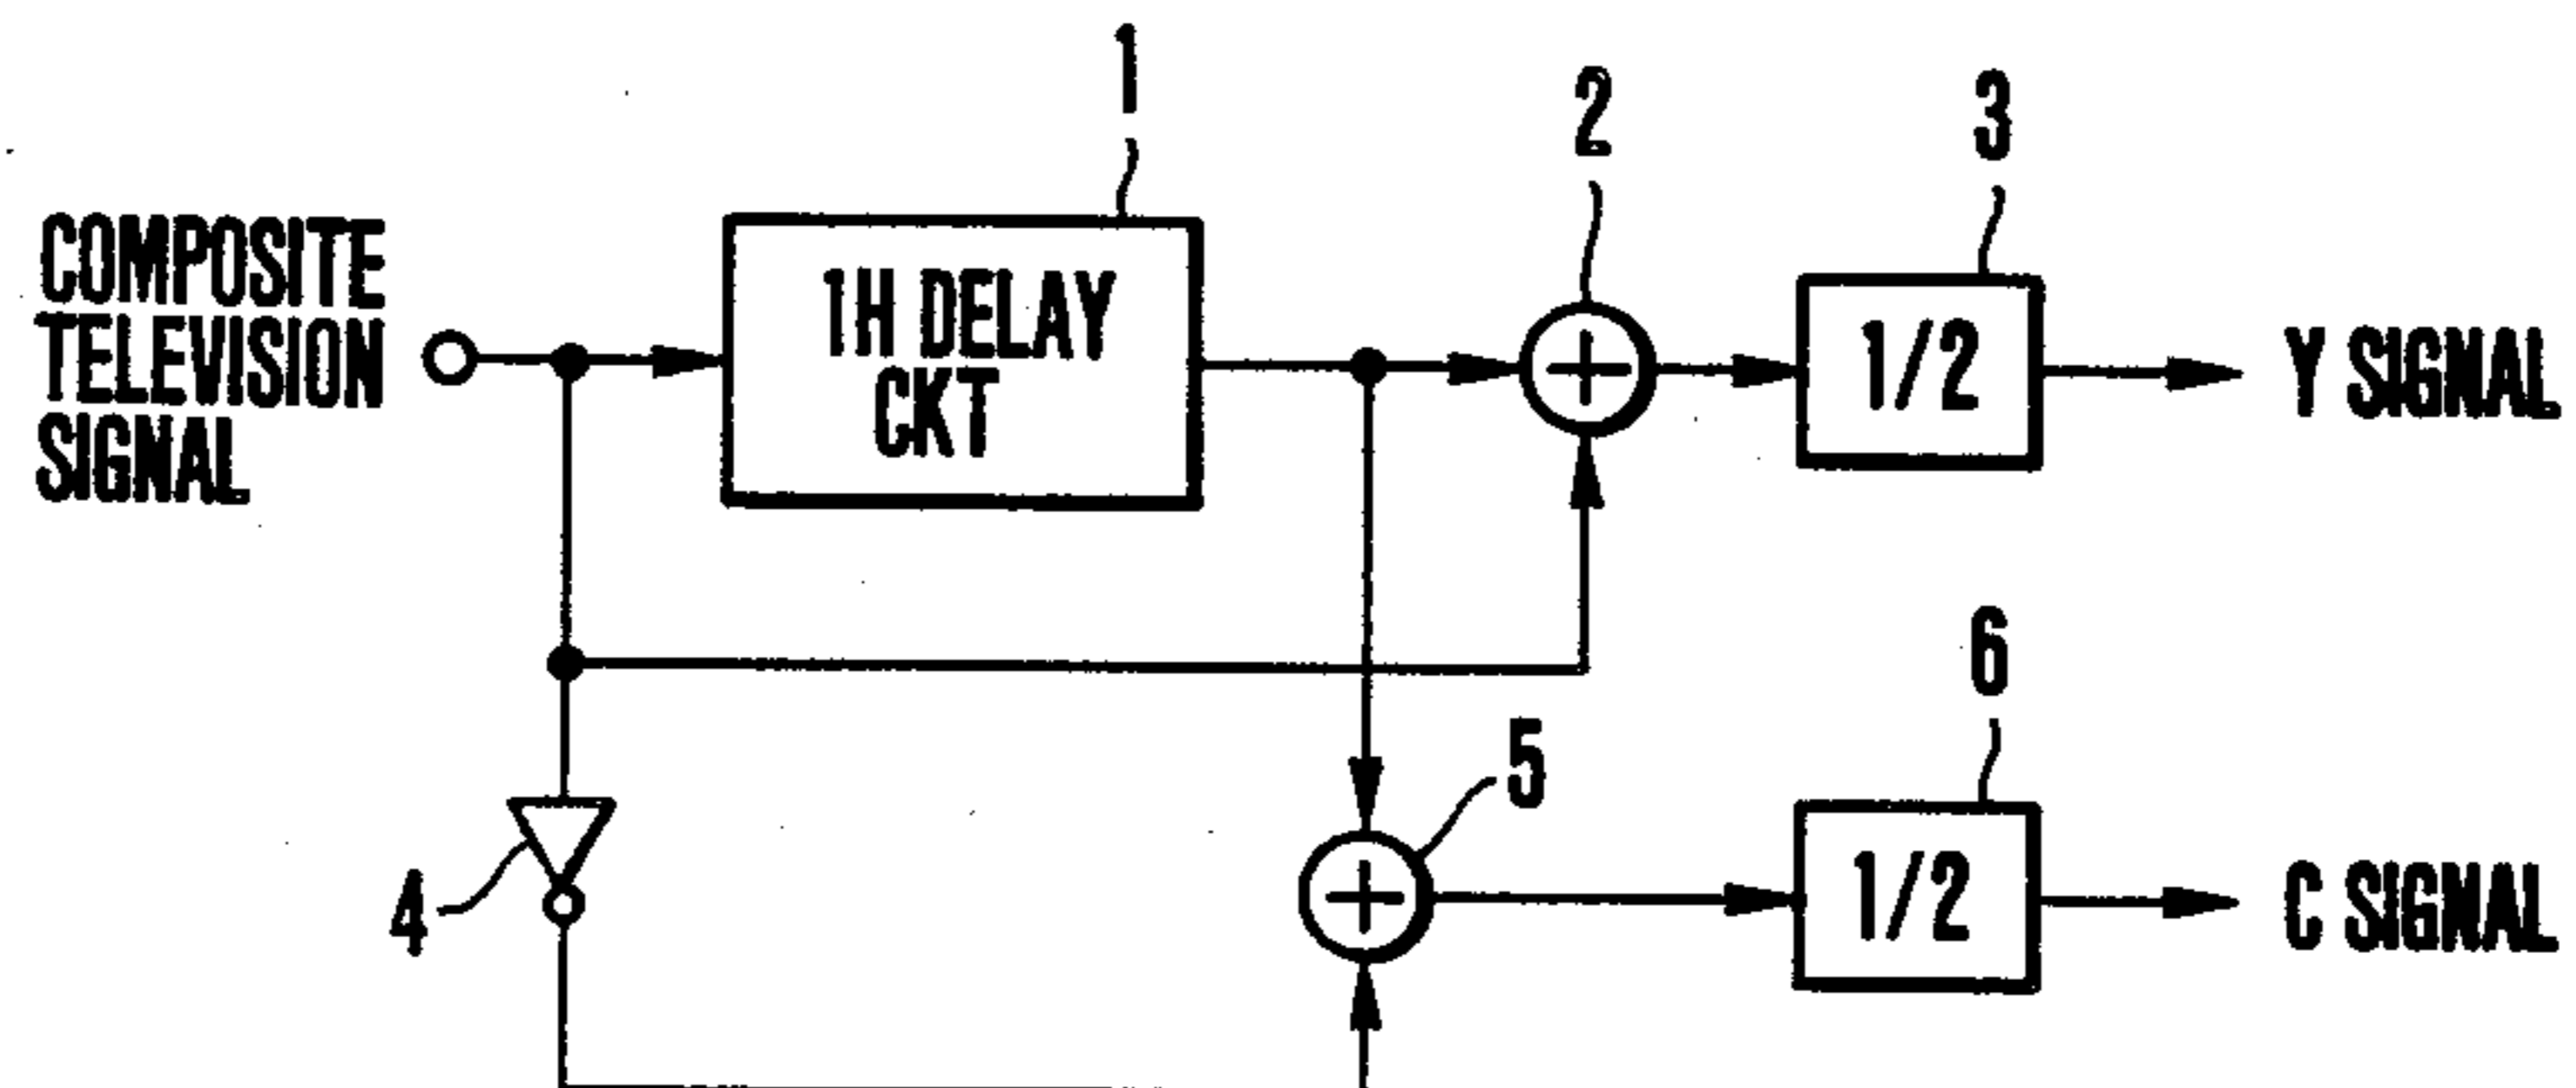 1
2
3
COMPOSITE
TELEVISION
SIGNAL
1H DELAY
CKT
+
1/2
Y SIGNAL
6
5
4
+
1/2
C SIGNAL